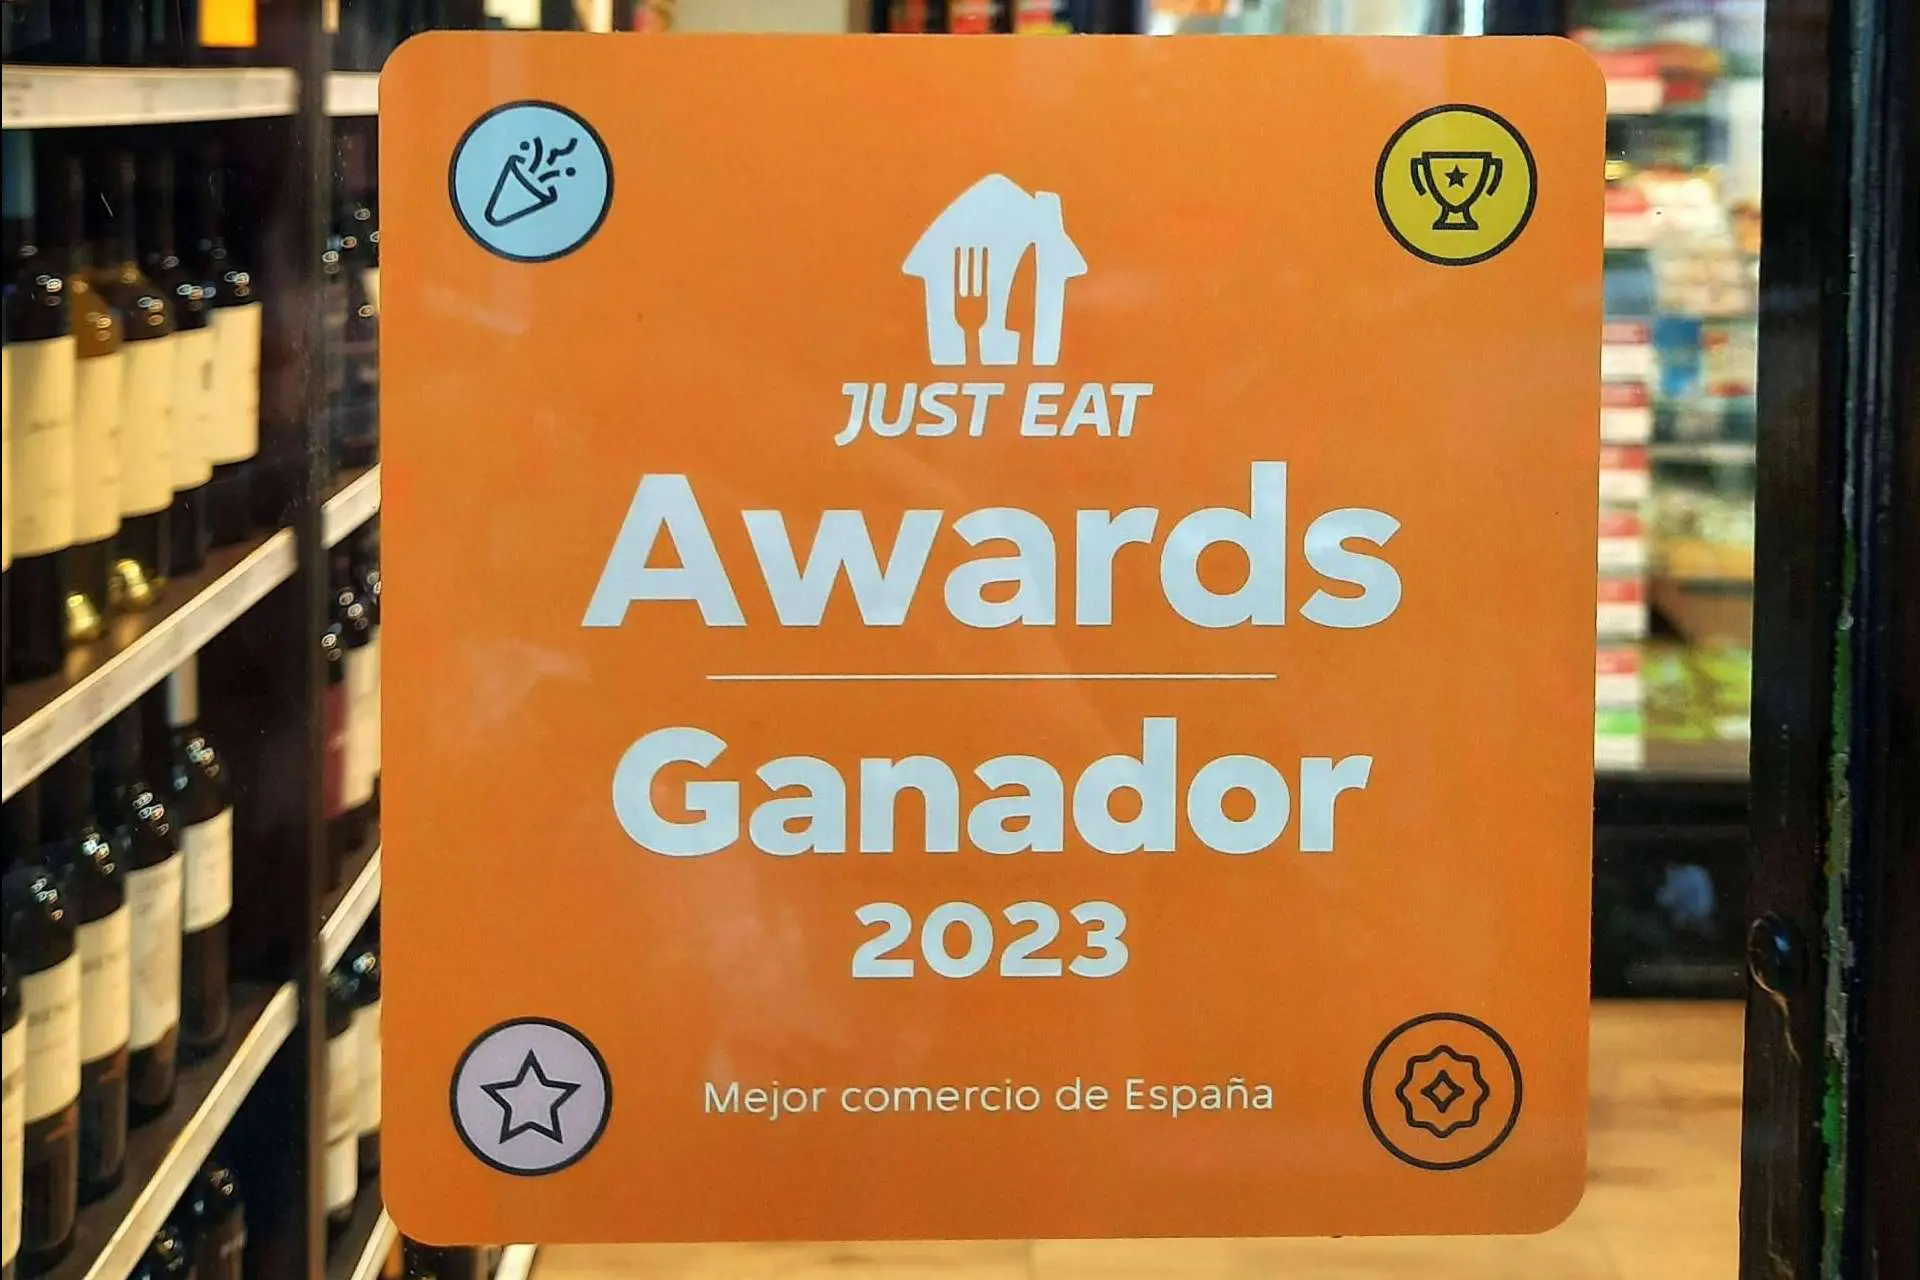 JUST EAT
Awards
Ganador
2023
Mejor comercio de España